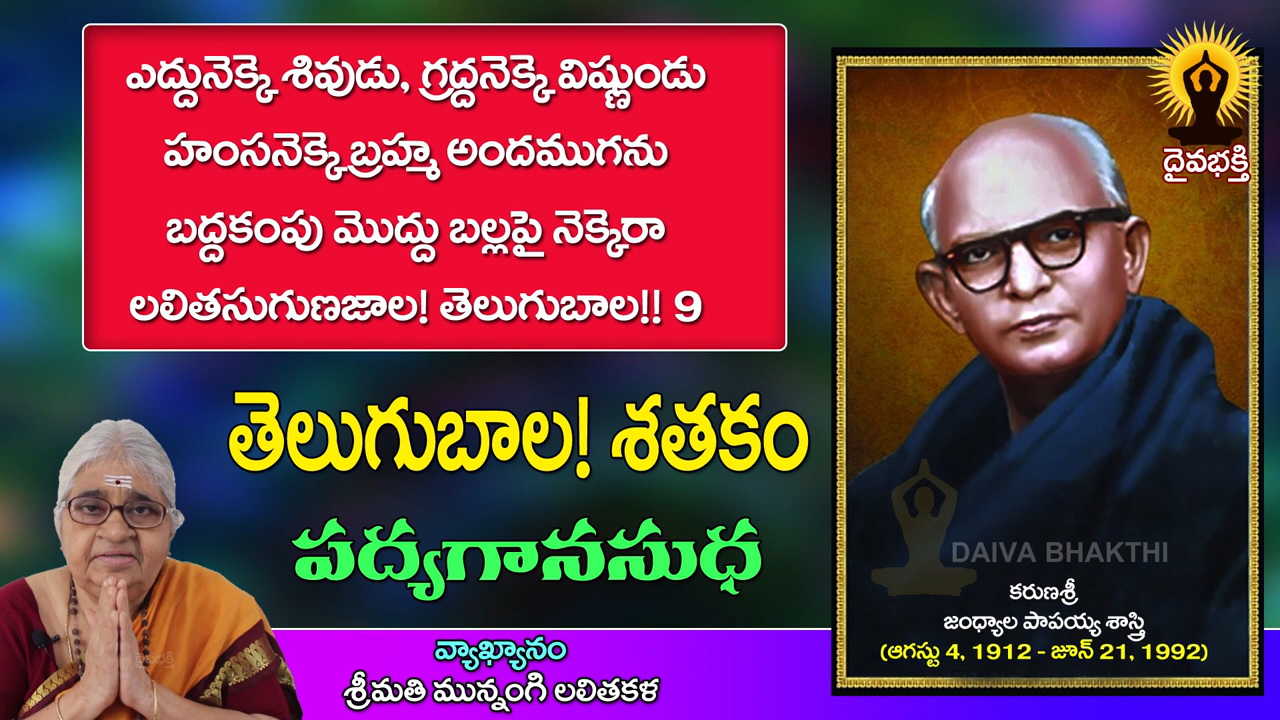 ఎద్దునెక్కె శివుడు, గ్రద్దనెక్కె విష్ణుండు
హంసనెక్కె బ్రహ్మ అందముగను
బద్దకంపు మొద్దు బల్లపై నెక్కెరా
లలితసుగుణజాల! తెలుగుబాల!! 9
దైవభక్తి
తెలుగుబాల! శతకం
పద్యగానసుధ
DAIVA BHAKTHI
కరుణశ్రీ
జంధ్యాల పాపయ్య శాస్త్రి
(ఆగస్టు 4, 1912 - జూన్ 21, 1992)
దైవభక్తి
వ్యాఖ్యానం
శ్రీమతి మున్నంగి లలితకళ